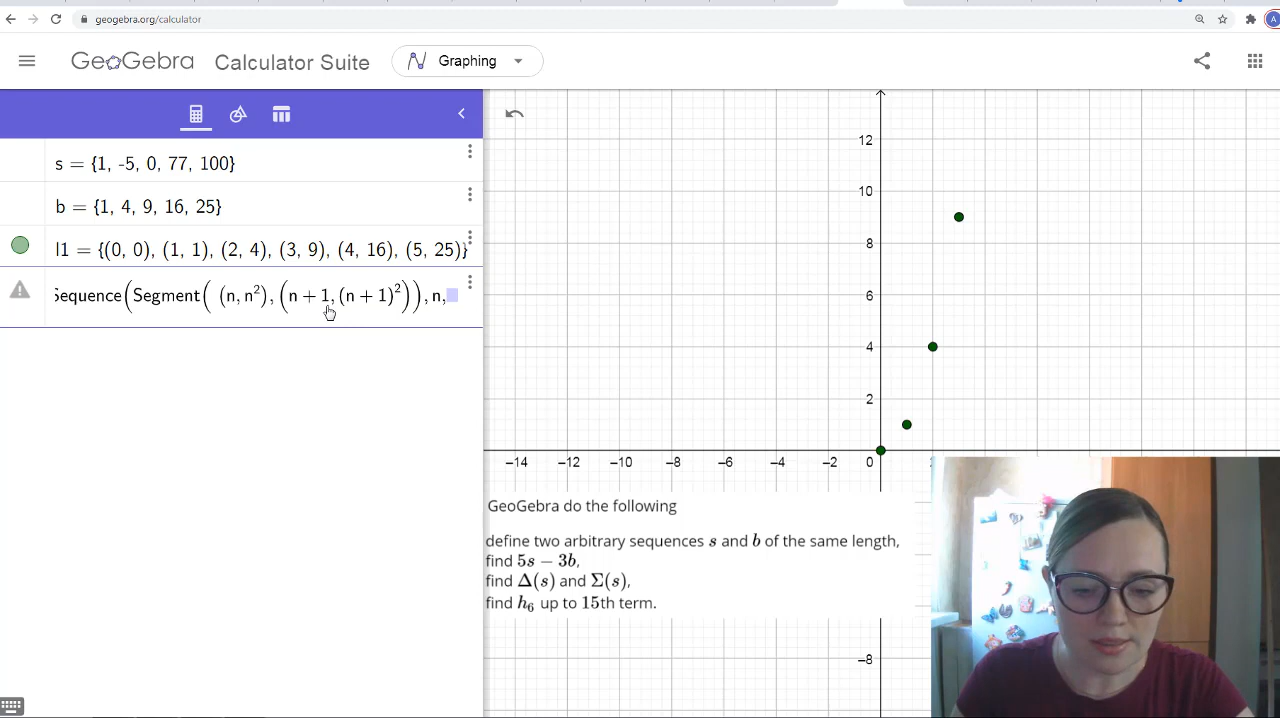 geogebra.org/calculator
A
GeoGebra
Calculator Suite
Graphing
s = {1, -5, 0, 77, 100}
b = {1, 4, 9, 16, 25}
l1 = {(0, 0), (1, 1), (2, 4), (3, 9), (4, 16), (5, 25)}
Sequence(Segment( (n, n²), (n + 1, (n + 1)²)), n,
12
10
8
6
4
2
−14 −12 −10 −8 −6 −4 −2 0
−8
GeoGebra do the following
define two arbitrary sequences s and b of the same length,
find 5s − 3b,
find Δ(s) and Σ(s),
find h₆ up to 15th term.